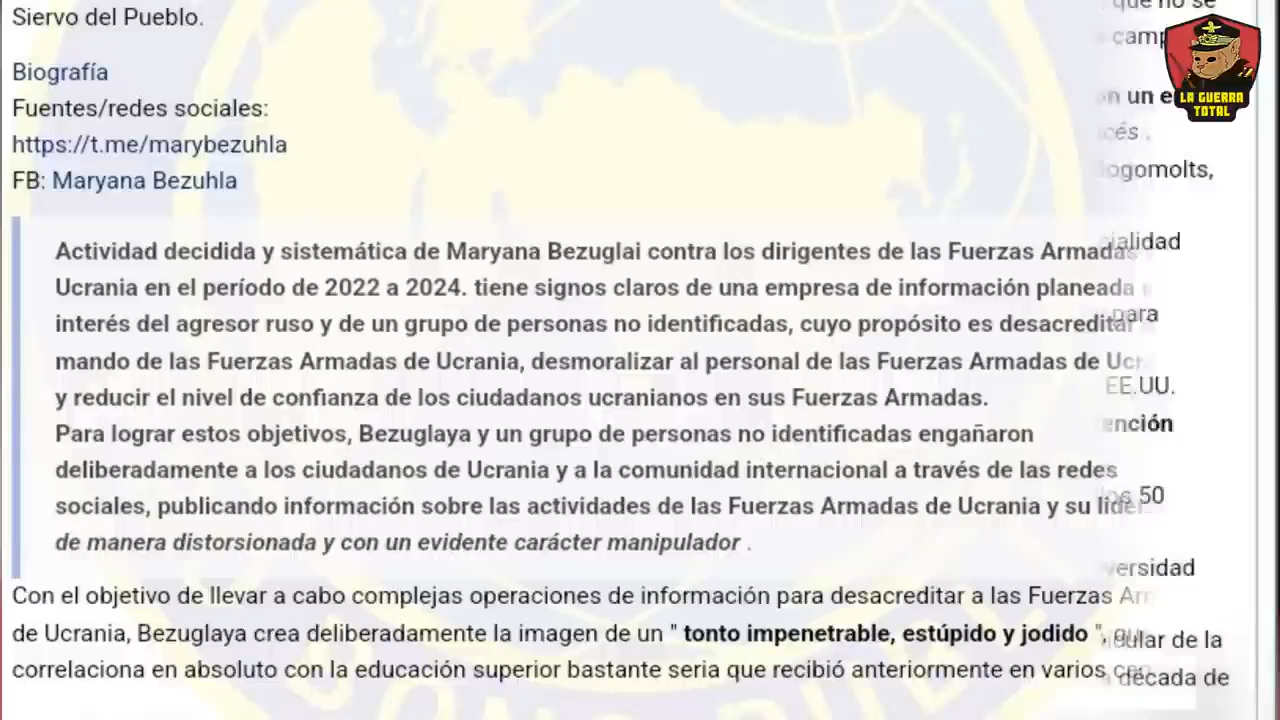 Siervo del Pueblo.
Biografía
Fuentes/redes sociales:
https://t.me/marybezuhla
FB: Maryana Bezuhla
Actividad decidida y sistemática de Maryana Bezuglai contra los dirigentes de las Fuerzas Armadas
Ucrania en el período de 2022 a 2024. tiene signos claros de una empresa de información planeada
interés del agresor ruso y de un grupo de personas no identificadas, cuyo propósito es desacreditar
mando de las Fuerzas Armadas de Ucrania, desmoralizar al personal de las Fuerzas Armadas de
y reducir el nivel de confianza de los ciudadanos ucranianos en sus Fuerzas Armadas.
Para lograr estos objetivos, Bezuglaya y un grupo de personas no identificadas engañaron
deliberadamente a los ciudadanos de Ucrania y a la comunidad internacional a través de las redes
sociales, publicando información sobre las actividades de las Fuerzas Armadas de Ucrania y su
de manera distorsionada y con un evidente carácter manipulador .
Con el objetivo de llevar a cabo complejas operaciones de información para desacreditar a las Fuerzas
de Ucrania, Bezuglaya crea deliberadamente la imagen de un " tonto impenetrable, estúpido y jodido ",
correlaciona en absoluto con la educación superior bastante seria que recibió anteriormente en varios
que no se
un
para
EE.UU.
50
de la
década de
LA GUERRA
TOTAL